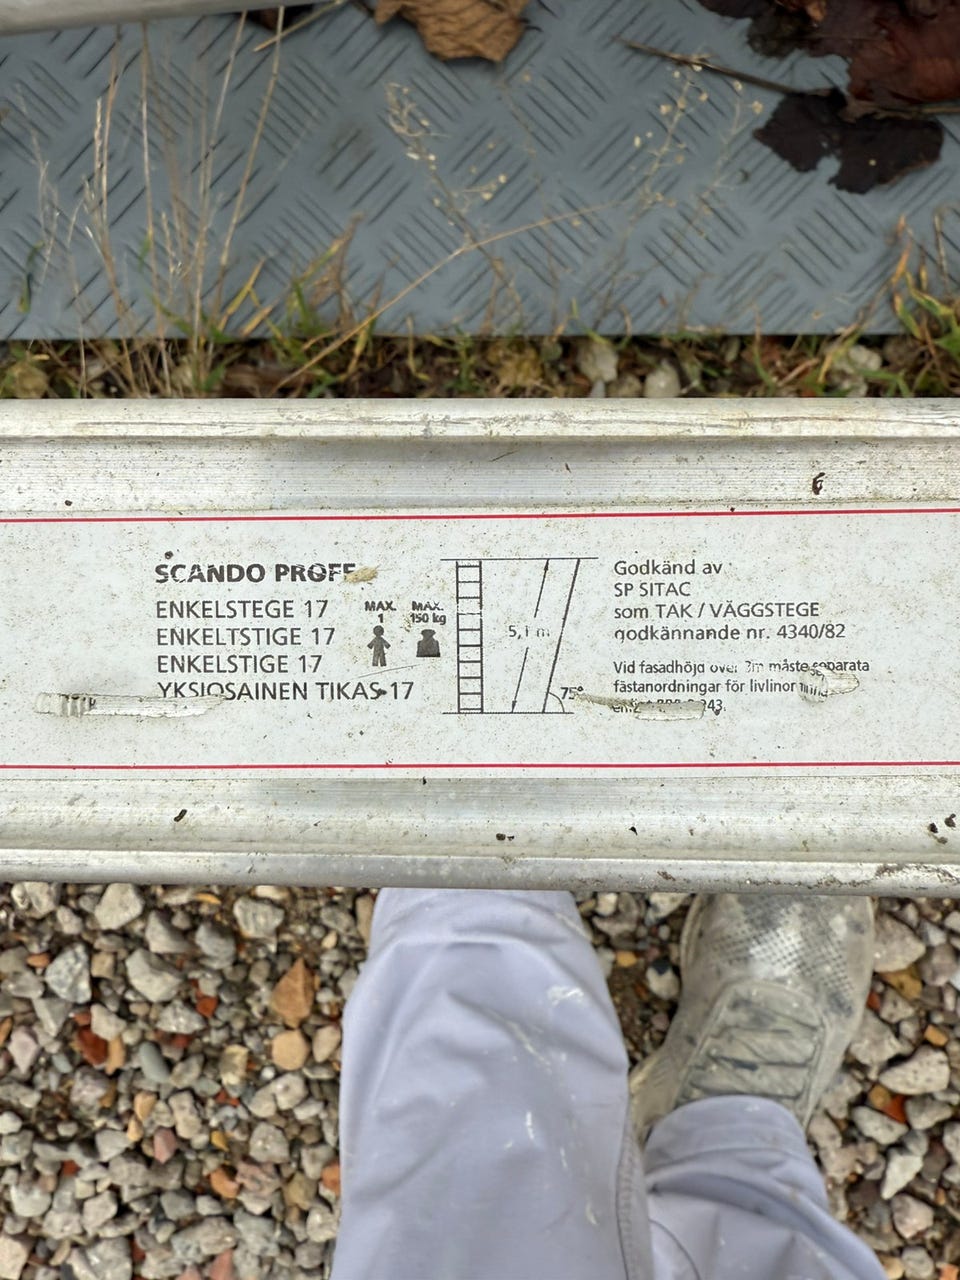 SCANDO PROFF
ENKELSTEGE 17
ENKELTSTIGE 17
ENKELSTIGE 17
YKSIOSAINEN TIKAS 17
MAX.
1
MAX.
150 kg
5,1 m
75°
Godkänd av
SP SITAC
som TAK / VÄGGSTEGE
godkännande nr. 4340/82
Vid fasadhöjd över 3m måste separata
fästanordningar för livlinor